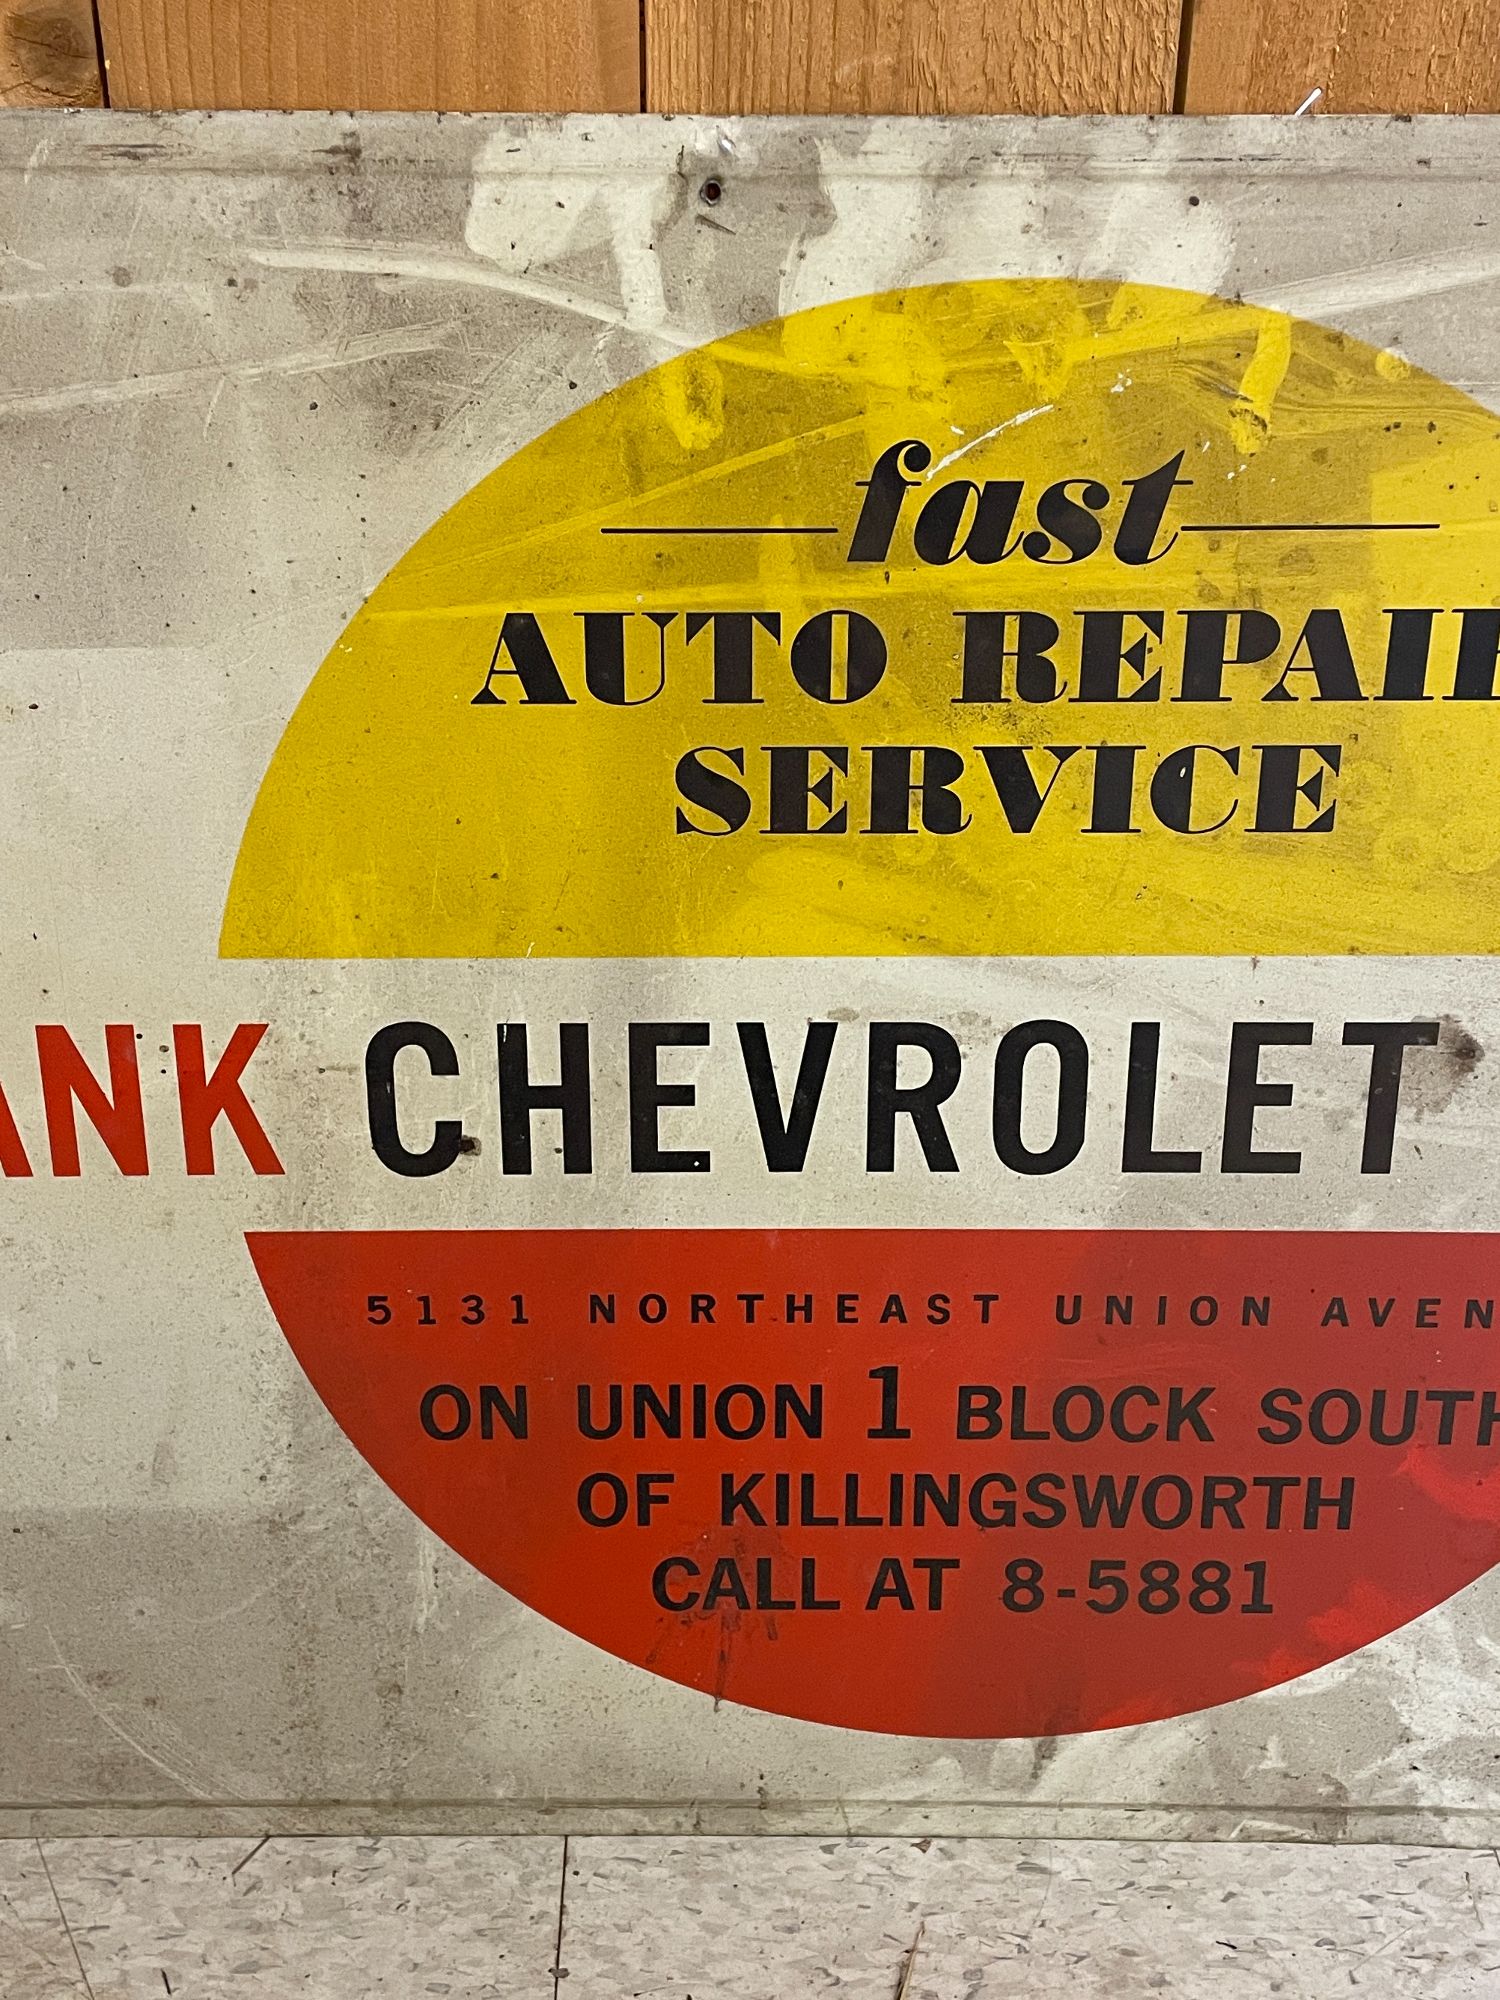 fast
AUTO REPAIR
SERVICE
ANK CHEVROLET
5131 NORTHEAST UNION AVEN
ON UNION 1 BLOCK SOUTH
OF KILLINGSWORTH
CALL AT 8-5881